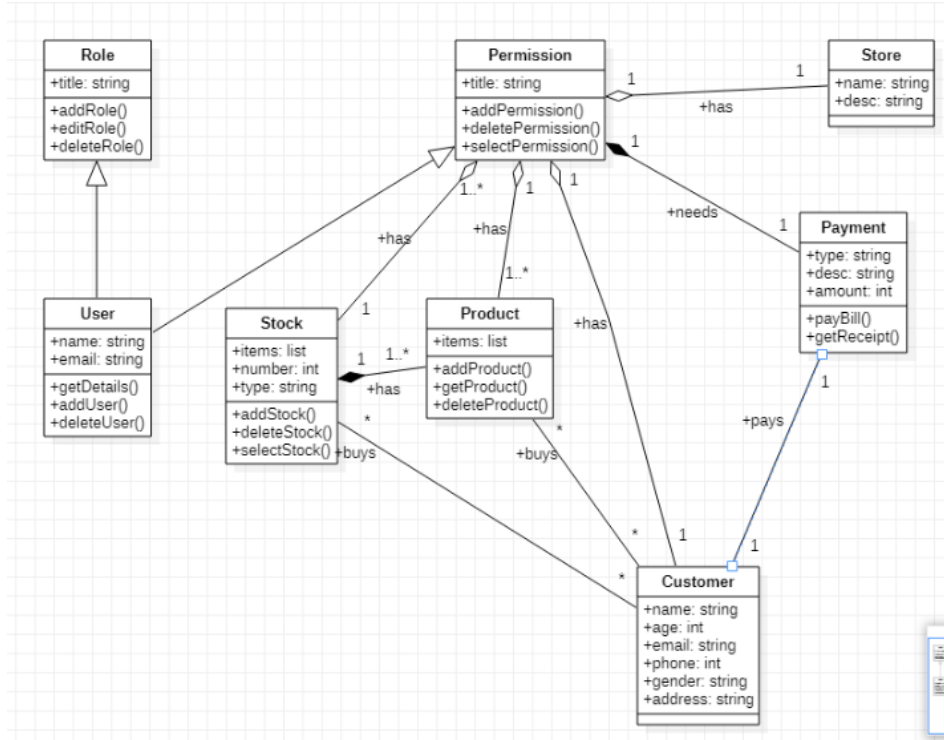 Role
+title: string
+addRole()
+editRole()
+deleteRole()
Permission
+title: string
+addPermission()
+deletePermission()
+selectPermission()
Store
+name: string
+desc: string
1
1
+has
1
+needs
1
Payment
+type: string
+desc: string
+amount: int
+payBill()
+getReceipt()
1..*
+has
1
1
+has
1..*
1
+has
1
User
+name: string
+email: string
+getDetails()
+addUser()
+deleteUser()
Stock
+items: list
+number: int
+type: string
+addStock()
+deleteStock()
+selectStock()
1
1..*
+has
Product
+items: list
+addProduct()
+getProduct()
+deleteProduct()
*
+buys
*
*
+buys
*
1
+pays
1
Customer
+name: string
+age: int
+email: string
+phone: int
+gender: string
+address: string